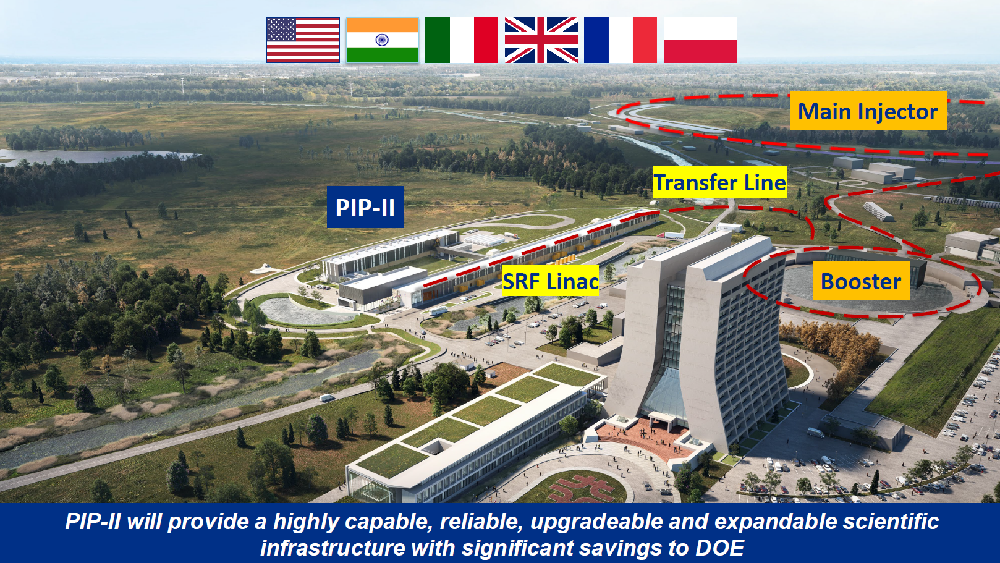 Main Injector
Transfer Line
PIP-II
SRF Linac
Booster
PIP-II will provide a highly capable, reliable, upgradeable and expandable scientific
infrastructure with significant savings to DOE